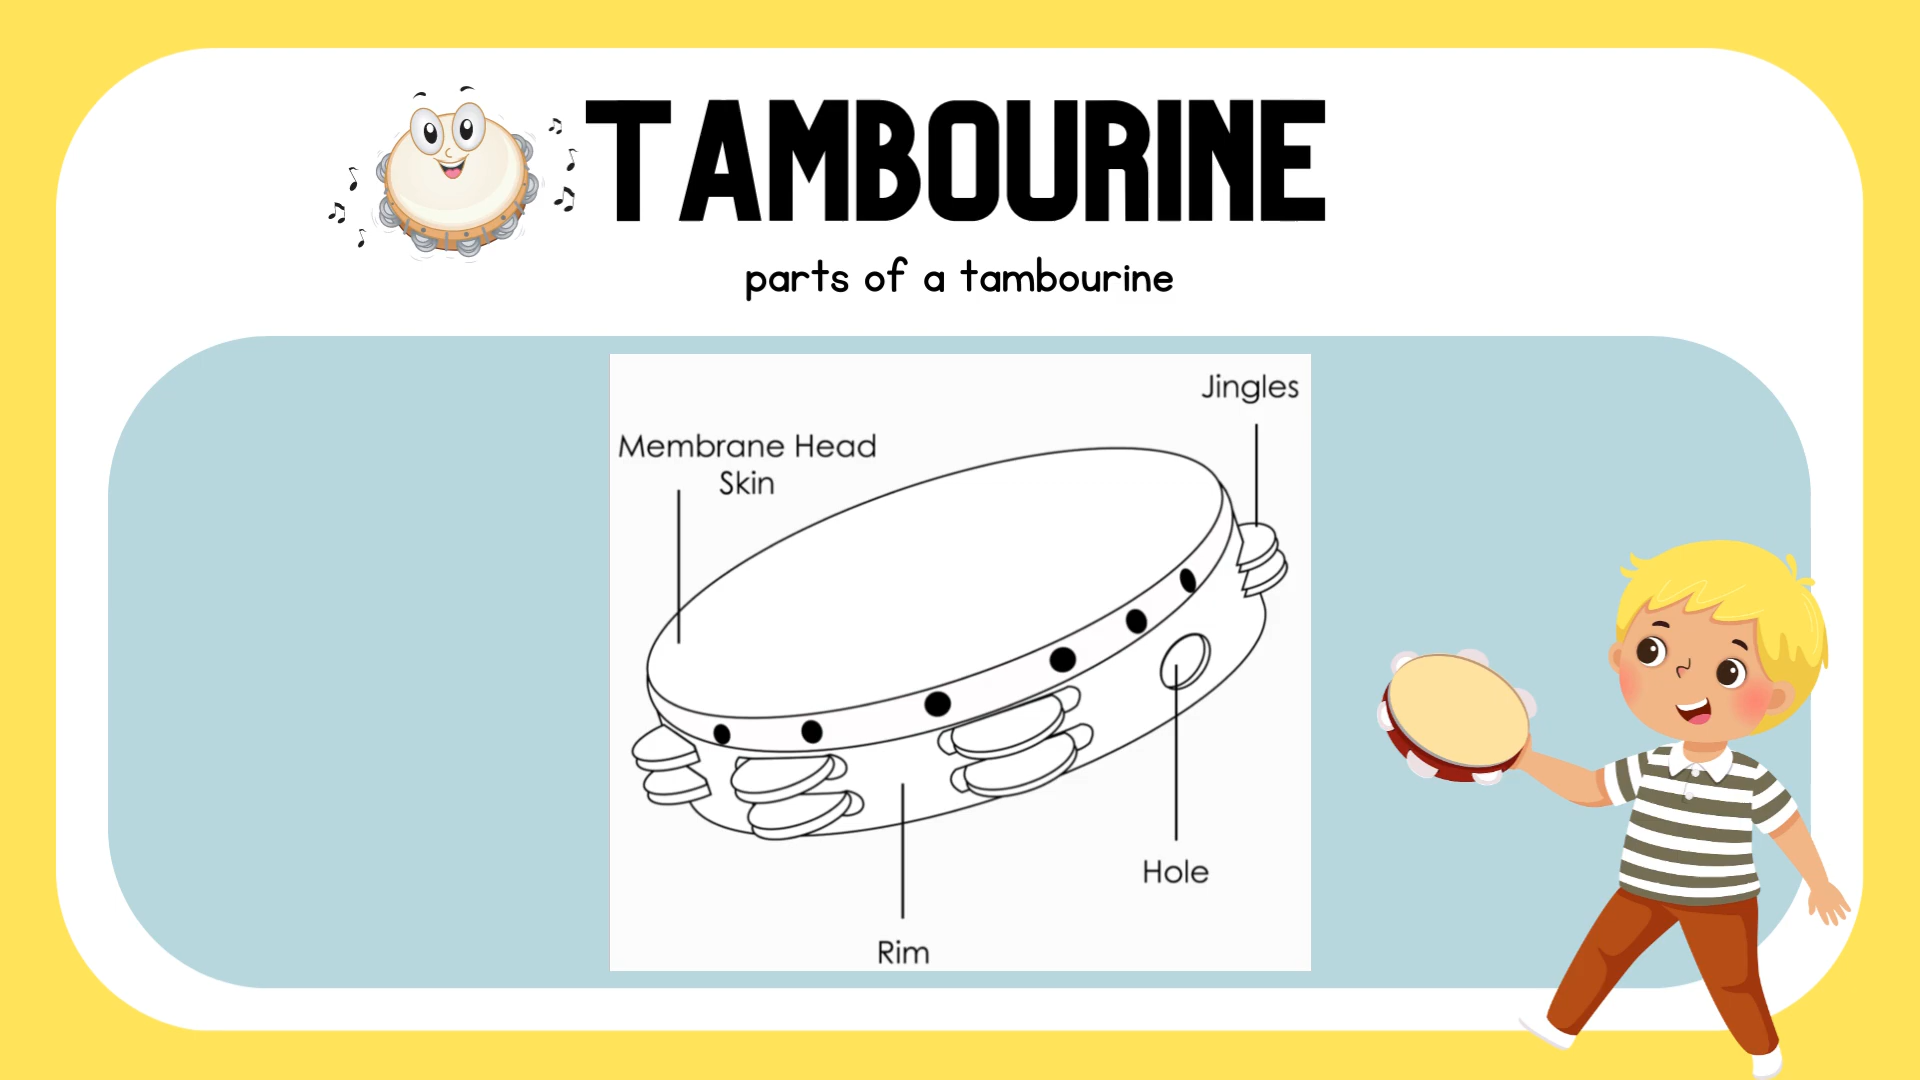 TAMBOURINE
parts of a tambourine
Jingles
Membrane Head
Skin
Hole
Rim